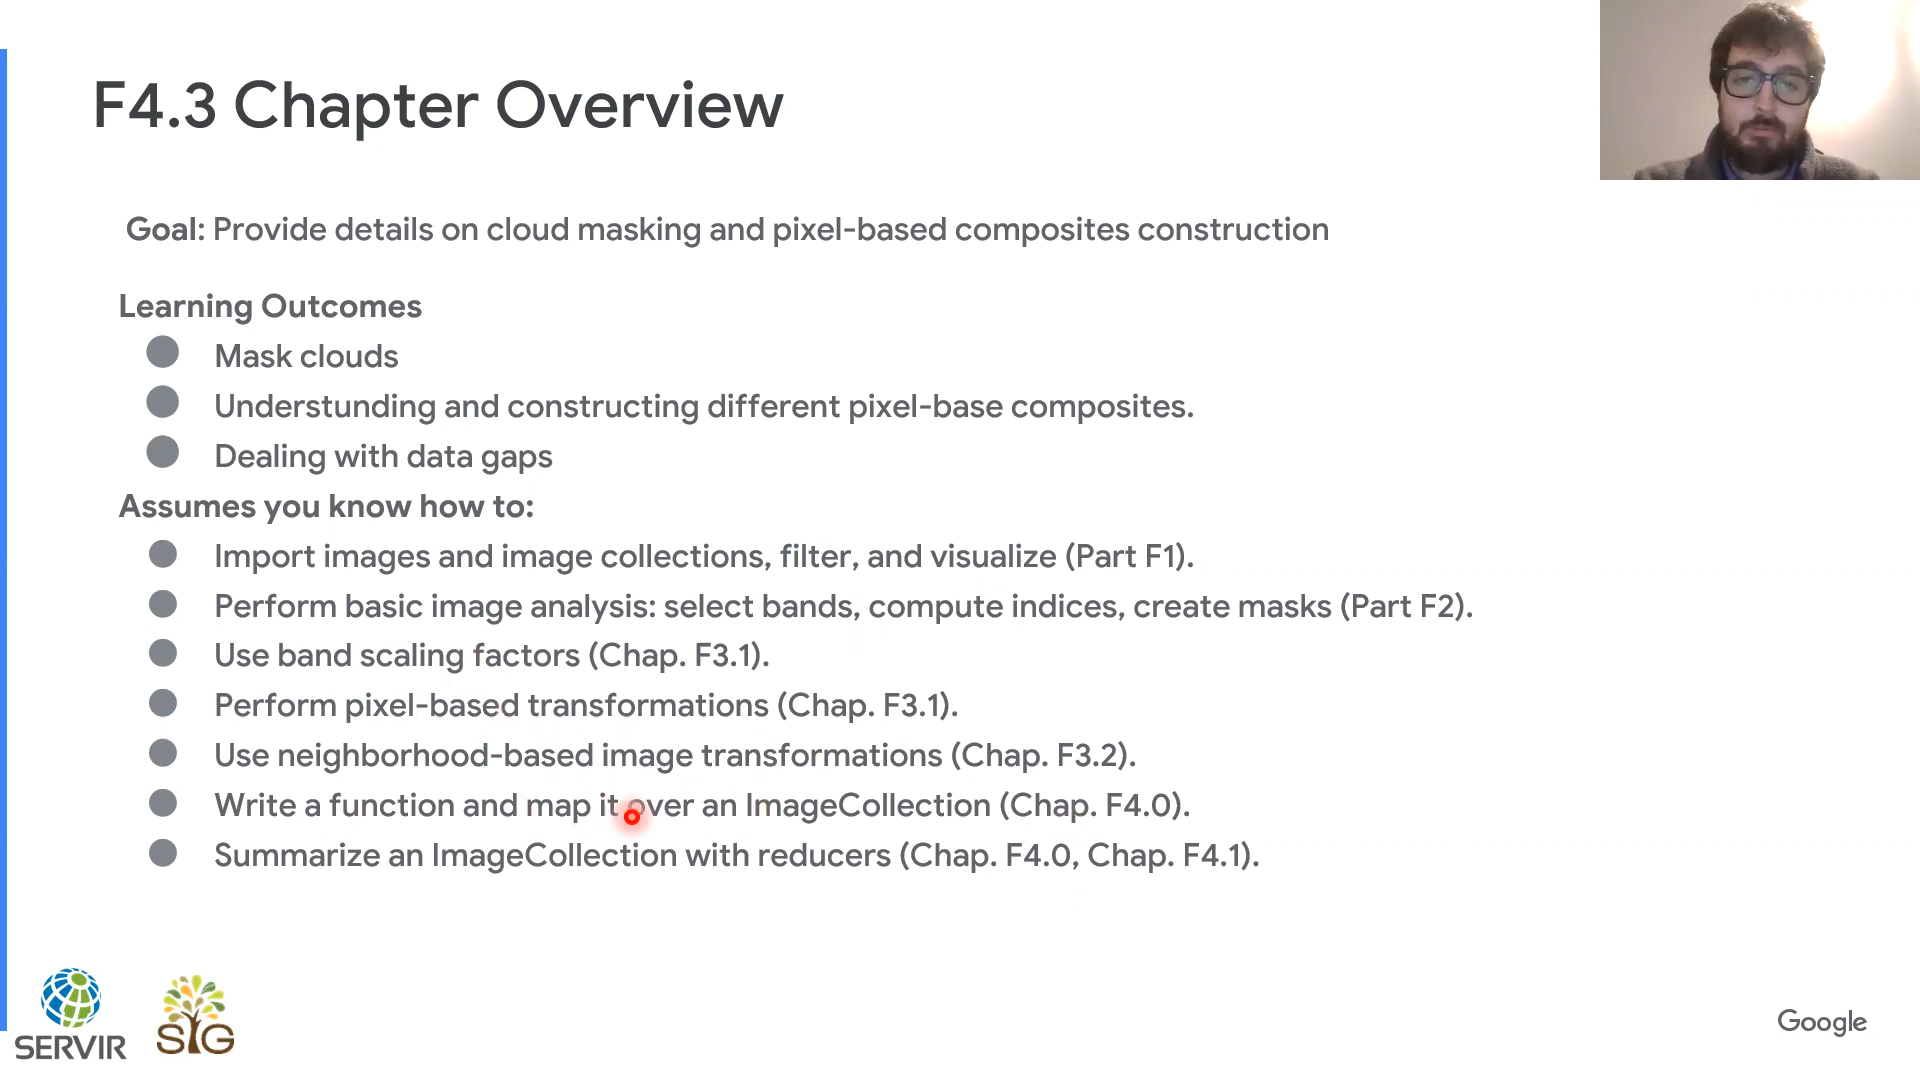 F4.3 Chapter Overview
Goal: Provide details on cloud masking and pixel-based composites construction
Learning Outcomes
Mask clouds
Understunding and constructing different pixel-base composites.
Dealing with data gaps
Assumes you know how to:
Import images and image collections, filter, and visualize (Part F1).
Perform basic image analysis: select bands, compute indices, create masks (Part F2).
Use band scaling factors (Chap. F3.1).
Perform pixel-based transformations (Chap. F3.1).
Use neighborhood-based image transformations (Chap. F3.2).
Write a function and map it over an ImageCollection (Chap. F4.0).
Summarize an ImageCollection with reducers (Chap. F4.0, Chap. F4.1).
SERVIR
SIG
Google